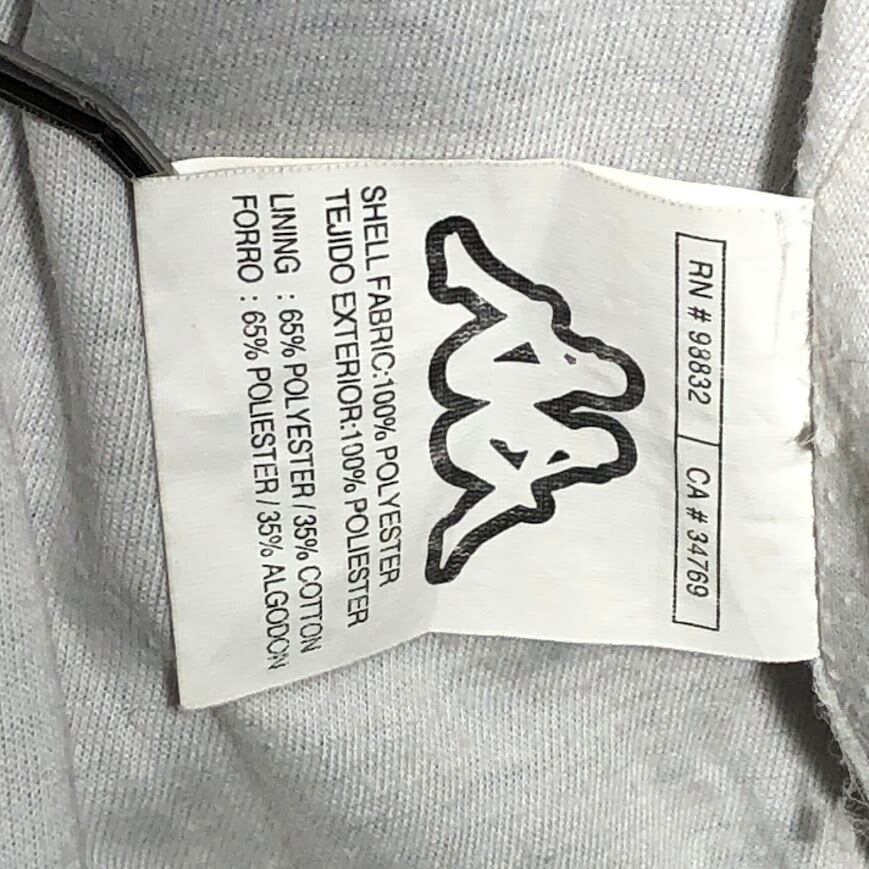 RN # 98832 CA # 34769
SHELL FABRIC:100% POLYESTER
TEJIDO EXTERIOR:100% POLIESTER
LINING : 65% POLYESTER / 35% COTTON
FORRO : 65% POLIESTER / 35% ALGODON